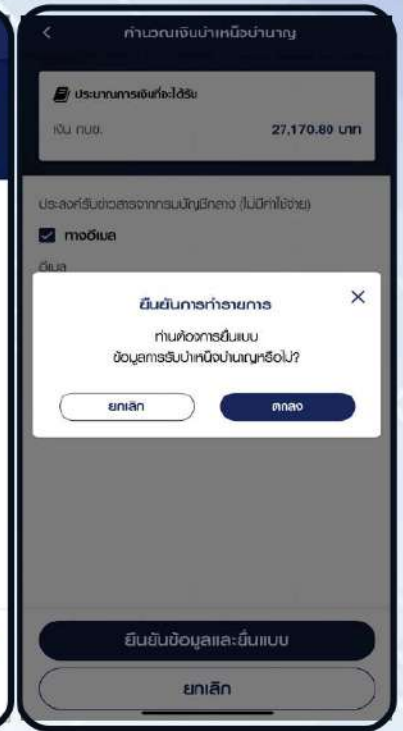 คำนวณเงินบำเหน็จบำนาญ
ประมาณการเงินที่จะได้รับ
เงิน กบข. 27,170.80 บาท
ประสงค์รับข่าวสารจากกรมบัญชีกลาง (ไม่มีค่าใช้จ่าย)
ทางอีเมล
อีเมล
ยืนยันการทำรายการ
ท่านต้องการยื่นแบบ
ข้อมูลการรับบำเหน็จบำนาญหรือไม่?
ยกเลิก ตกลง
ยืนยันข้อมูลและยื่นแบบ
ยกเลิก